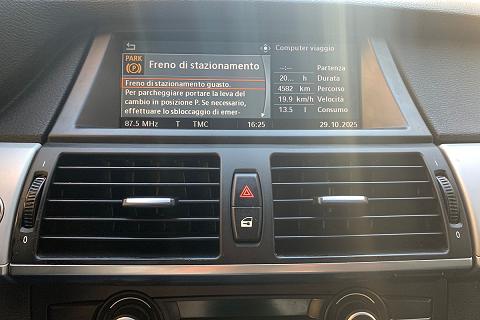 Computer viaggio
PARK
(P)
Freno di stazionamento
Freno di stazionamento guasto.
Per parcheggiare portare la leva del
cambio in posizione P. Se necessario,
effettuare lo sbloccaggio di emer-
--:-- Partenza
20... h Durata
4582 km Percorso
19.9 km/h Velocità
13.5 l Consumo
87.5 MHz T TMC 16:25 29.10.2025
0
0